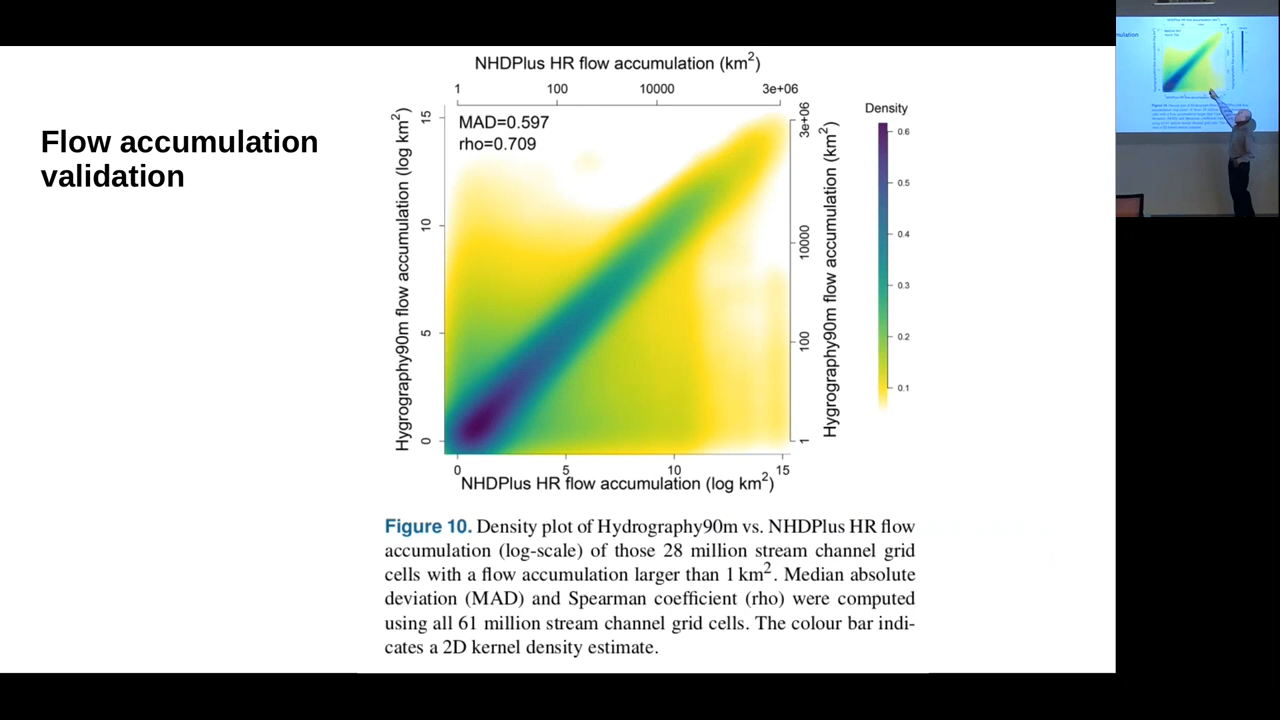 Flow accumulation
validation
NHDPlus HR flow accumulation (km²)
1 100 10000 3e+06
MAD=0.597
rho=0.709
Hygrography90m flow accumulation (log km²)
15
10
5
0
3e+06
10000
100
1
Hygrography90m flow accumulation (km²)
Density
0.6
0.5
0.4
0.3
0.2
0.1
0 5 10 15
NHDPlus HR flow accumulation (log km²)
Figure 10. Density plot of Hydrography90m vs. NHDPlus HR flow
accumulation (log-scale) of those 28 million stream channel grid
cells with a flow accumulation larger than 1 km². Median absolute
deviation (MAD) and Spearman coefficient (rho) were computed
using all 61 million stream channel grid cells. The colour bar indi-
cates a 2D kernel density estimate.